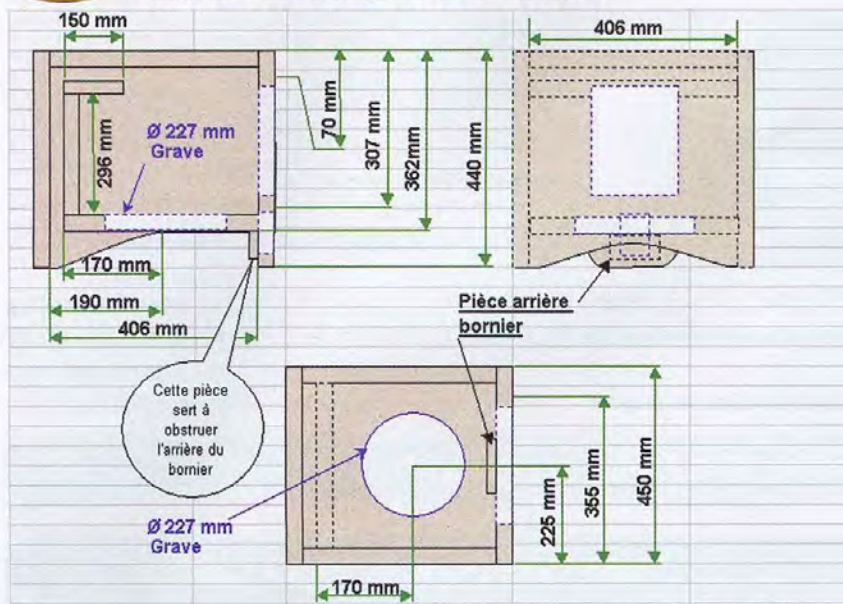 150 mm
406 mm
Ø 227 mm
Grave
296 mm
70 mm
307 mm
362mm
440 mm
170 mm
190 mm
406 mm
Pièce arrière
bornier
Cette pièce
sert à
obstruer
l'arrière du
bornier
Ø 227 mm
Grave
225 mm
355 mm
450 mm
170 mm